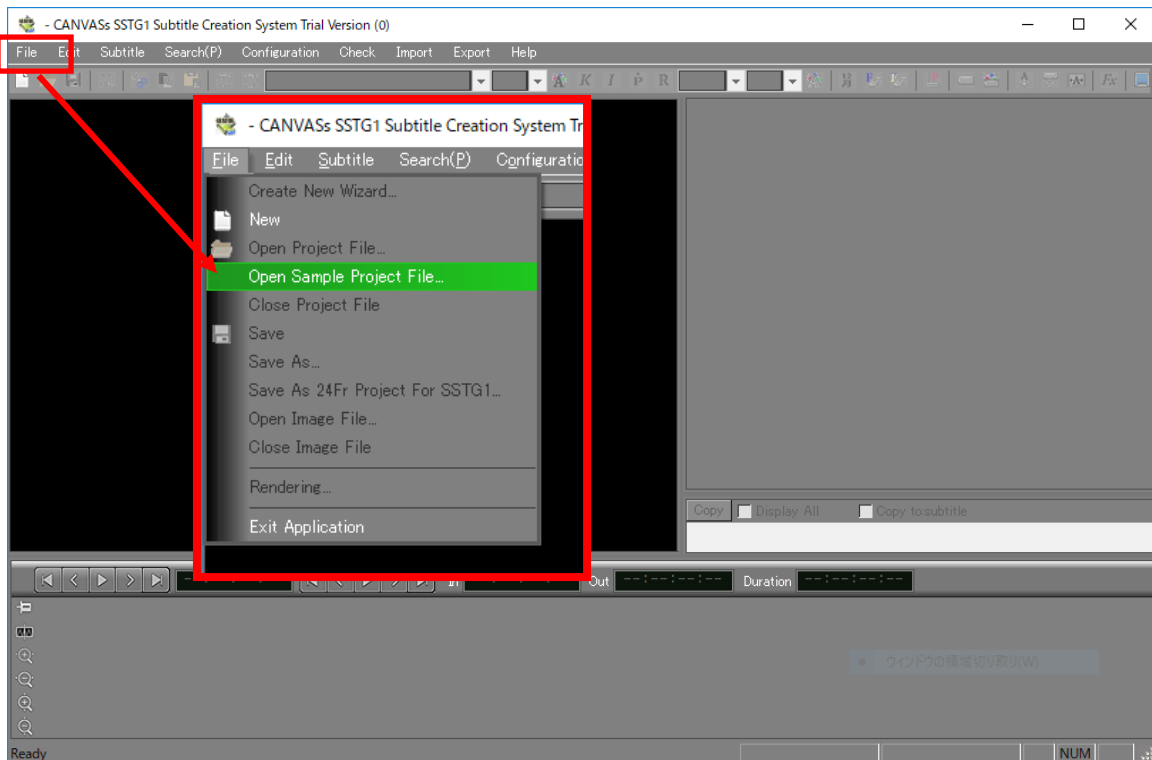 - CANVASs SSTG1 Subtitle Creation System Trial Version (0)
File Edit Subtitle Search(P) Configuration Check Import Export Help
K I P R
Fx
- CANVASs SSTG1 Subtitle Creation System Tr
File Edit Subtitle Search(P) Configuratio
Create New Wizard...
New
Open Project File...
Open Sample Project File...
Close Project File
Save
Save As...
Save As 24Fr Project For SSTG1...
Open Image File...
Close Image File
Rendering...
Exit Application
Copy Display All Copy to subtitle
In Out --:--:--:-- Duration --:--:--:--
ウィンドウの領域切り取り(W)
Ready NUM